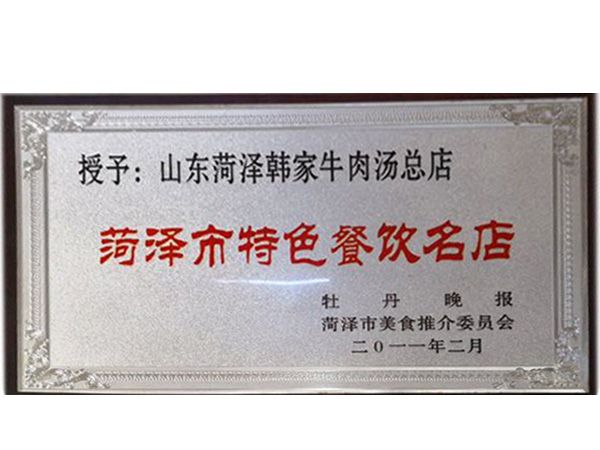 授予：山东菏泽韩家牛肉汤总店
菏泽市特色餐饮名店
牡丹晚报
菏泽市美食推介委员会
二〇一一年二月